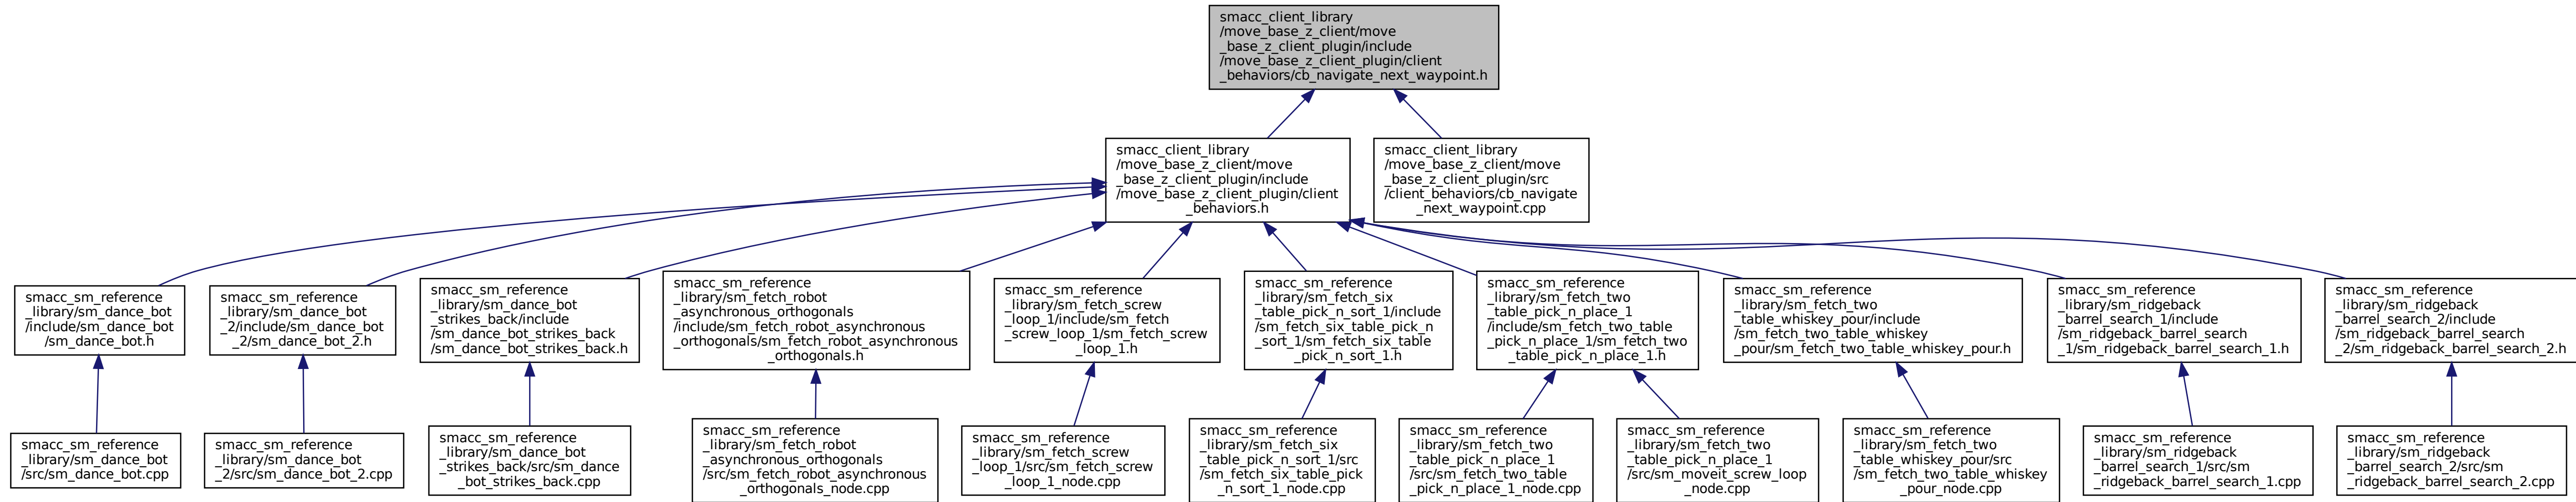 smacc_client_library
/move_base_z_client/move
_base_z_client_plugin/include
/move_base_z_client_plugin/client
_behaviors/cb_navigate_next_waypoint.h
smacc_client_library
/move_base_z_client/move
_base_z_client_plugin/include
/move_base_z_client_plugin/client
_behaviors.h
smacc_client_library
/move_base_z_client/move
_base_z_client_plugin/src
/client_behaviors/cb_navigate
_next_waypoint.cpp
smacc_sm_reference
_library/sm_dance_bot
/include/sm_dance_bot
/sm_dance_bot.h
smacc_sm_reference
_library/sm_dance_bot
_2/include/sm_dance_bot
_2/sm_dance_bot_2.h
smacc_sm_reference
_library/sm_dance_bot
_strikes_back/include
/sm_dance_bot_strikes_back
/sm_dance_bot_strikes_back.h
smacc_sm_reference
_library/sm_fetch_robot
_asynchronous_orthogonals
/include/sm_fetch_robot_asynchronous
_orthogonals/sm_fetch_robot_asynchronous
_orthogonals.h
smacc_sm_reference
_library/sm_fetch_screw
_loop_1/include/sm_fetch
_screw_loop_1/sm_fetch_screw
_loop_1.h
smacc_sm_reference
_library/sm_fetch_six
_table_pick_n_sort_1/include
/sm_fetch_six_table_pick_n
_sort_1/sm_fetch_six_table
_pick_n_sort_1.h
smacc_sm_reference
_library/sm_fetch_two
_table_pick_n_place_1
/include/sm_fetch_two_table
_pick_n_place_1/sm_fetch_two
_table_pick_n_place_1.h
smacc_sm_reference
_library/sm_fetch_two
_table_whiskey_pour/include
/sm_fetch_two_table_whiskey
_pour/sm_fetch_two_table_whiskey_pour.h
smacc_sm_reference
_library/sm_ridgeback
_barrel_search_1/include
/sm_ridgeback_barrel_search
_1/sm_ridgeback_barrel_search_1.h
smacc_sm_reference
_library/sm_ridgeback
_barrel_search_2/include
/sm_ridgeback_barrel_search
_2/sm_ridgeback_barrel_search_2.h
smacc_sm_reference
_library/sm_dance_bot
/src/sm_dance_bot.cpp
smacc_sm_reference
_library/sm_dance_bot
_2/src/sm_dance_bot_2.cpp
smacc_sm_reference
_library/sm_dance_bot
_strikes_back/src/sm_dance
_bot_strikes_back.cpp
smacc_sm_reference
_library/sm_fetch_robot
_asynchronous_orthogonals
/src/sm_fetch_robot_asynchronous
_orthogonals_node.cpp
smacc_sm_reference
_library/sm_fetch_screw
_loop_1/src/sm_fetch_screw
_loop_1_node.cpp
smacc_sm_reference
_library/sm_fetch_six
_table_pick_n_sort_1/src
/sm_fetch_six_table_pick
_n_sort_1_node.cpp
smacc_sm_reference
_library/sm_fetch_two
_table_pick_n_place_1
/src/sm_fetch_two_table
_pick_n_place_1_node.cpp
smacc_sm_reference
_library/sm_fetch_two
_table_pick_n_place_1
/src/sm_moveit_screw_loop
_node.cpp
smacc_sm_reference
_library/sm_fetch_two
_table_whiskey_pour/src
/sm_fetch_two_table_whiskey
_pour_node.cpp
smacc_sm_reference
_library/sm_ridgeback
_barrel_search_1/src/sm
_ridgeback_barrel_search_1.cpp
smacc_sm_reference
_library/sm_ridgeback
_barrel_search_2/src/sm
_ridgeback_barrel_search_2.cpp